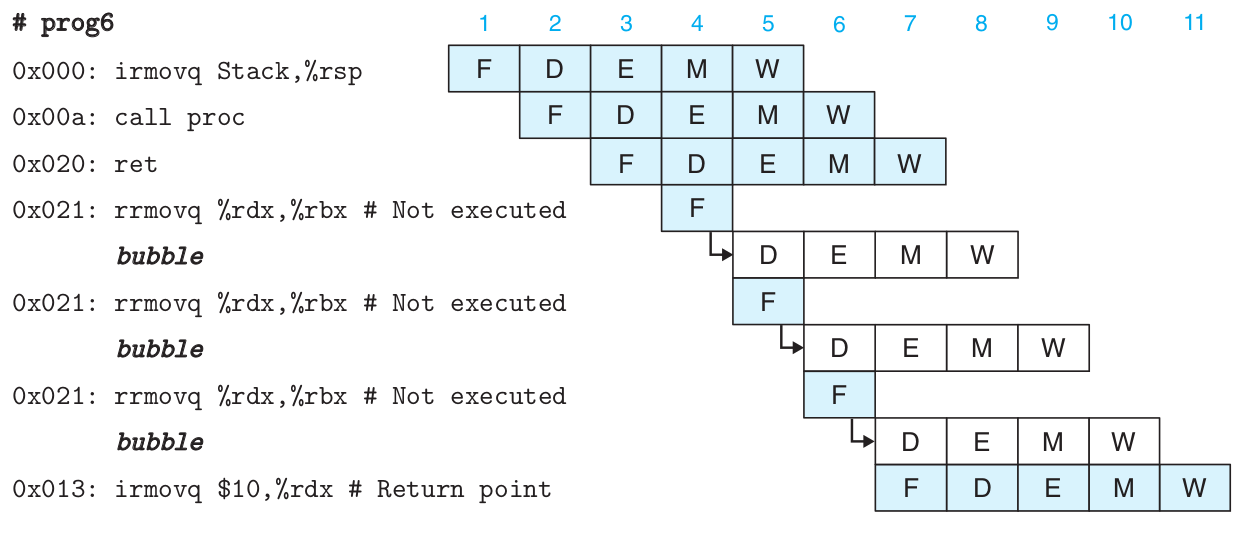 # prog6 1 2 3 4 5 6 7 8 9 10 11
0x000: irmovq Stack,%rsp F D E M W
0x00a: call proc F D E M W
0x020: ret F D E M W
0x021: rrmovq %rdx,%rbx # Not executed F
bubble D E M W
0x021: rrmovq %rdx,%rbx # Not executed F
bubble D E M W
0x021: rrmovq %rdx,%rbx # Not executed F
bubble D E M W
0x013: irmovq $10,%rdx # Return point F D E M W